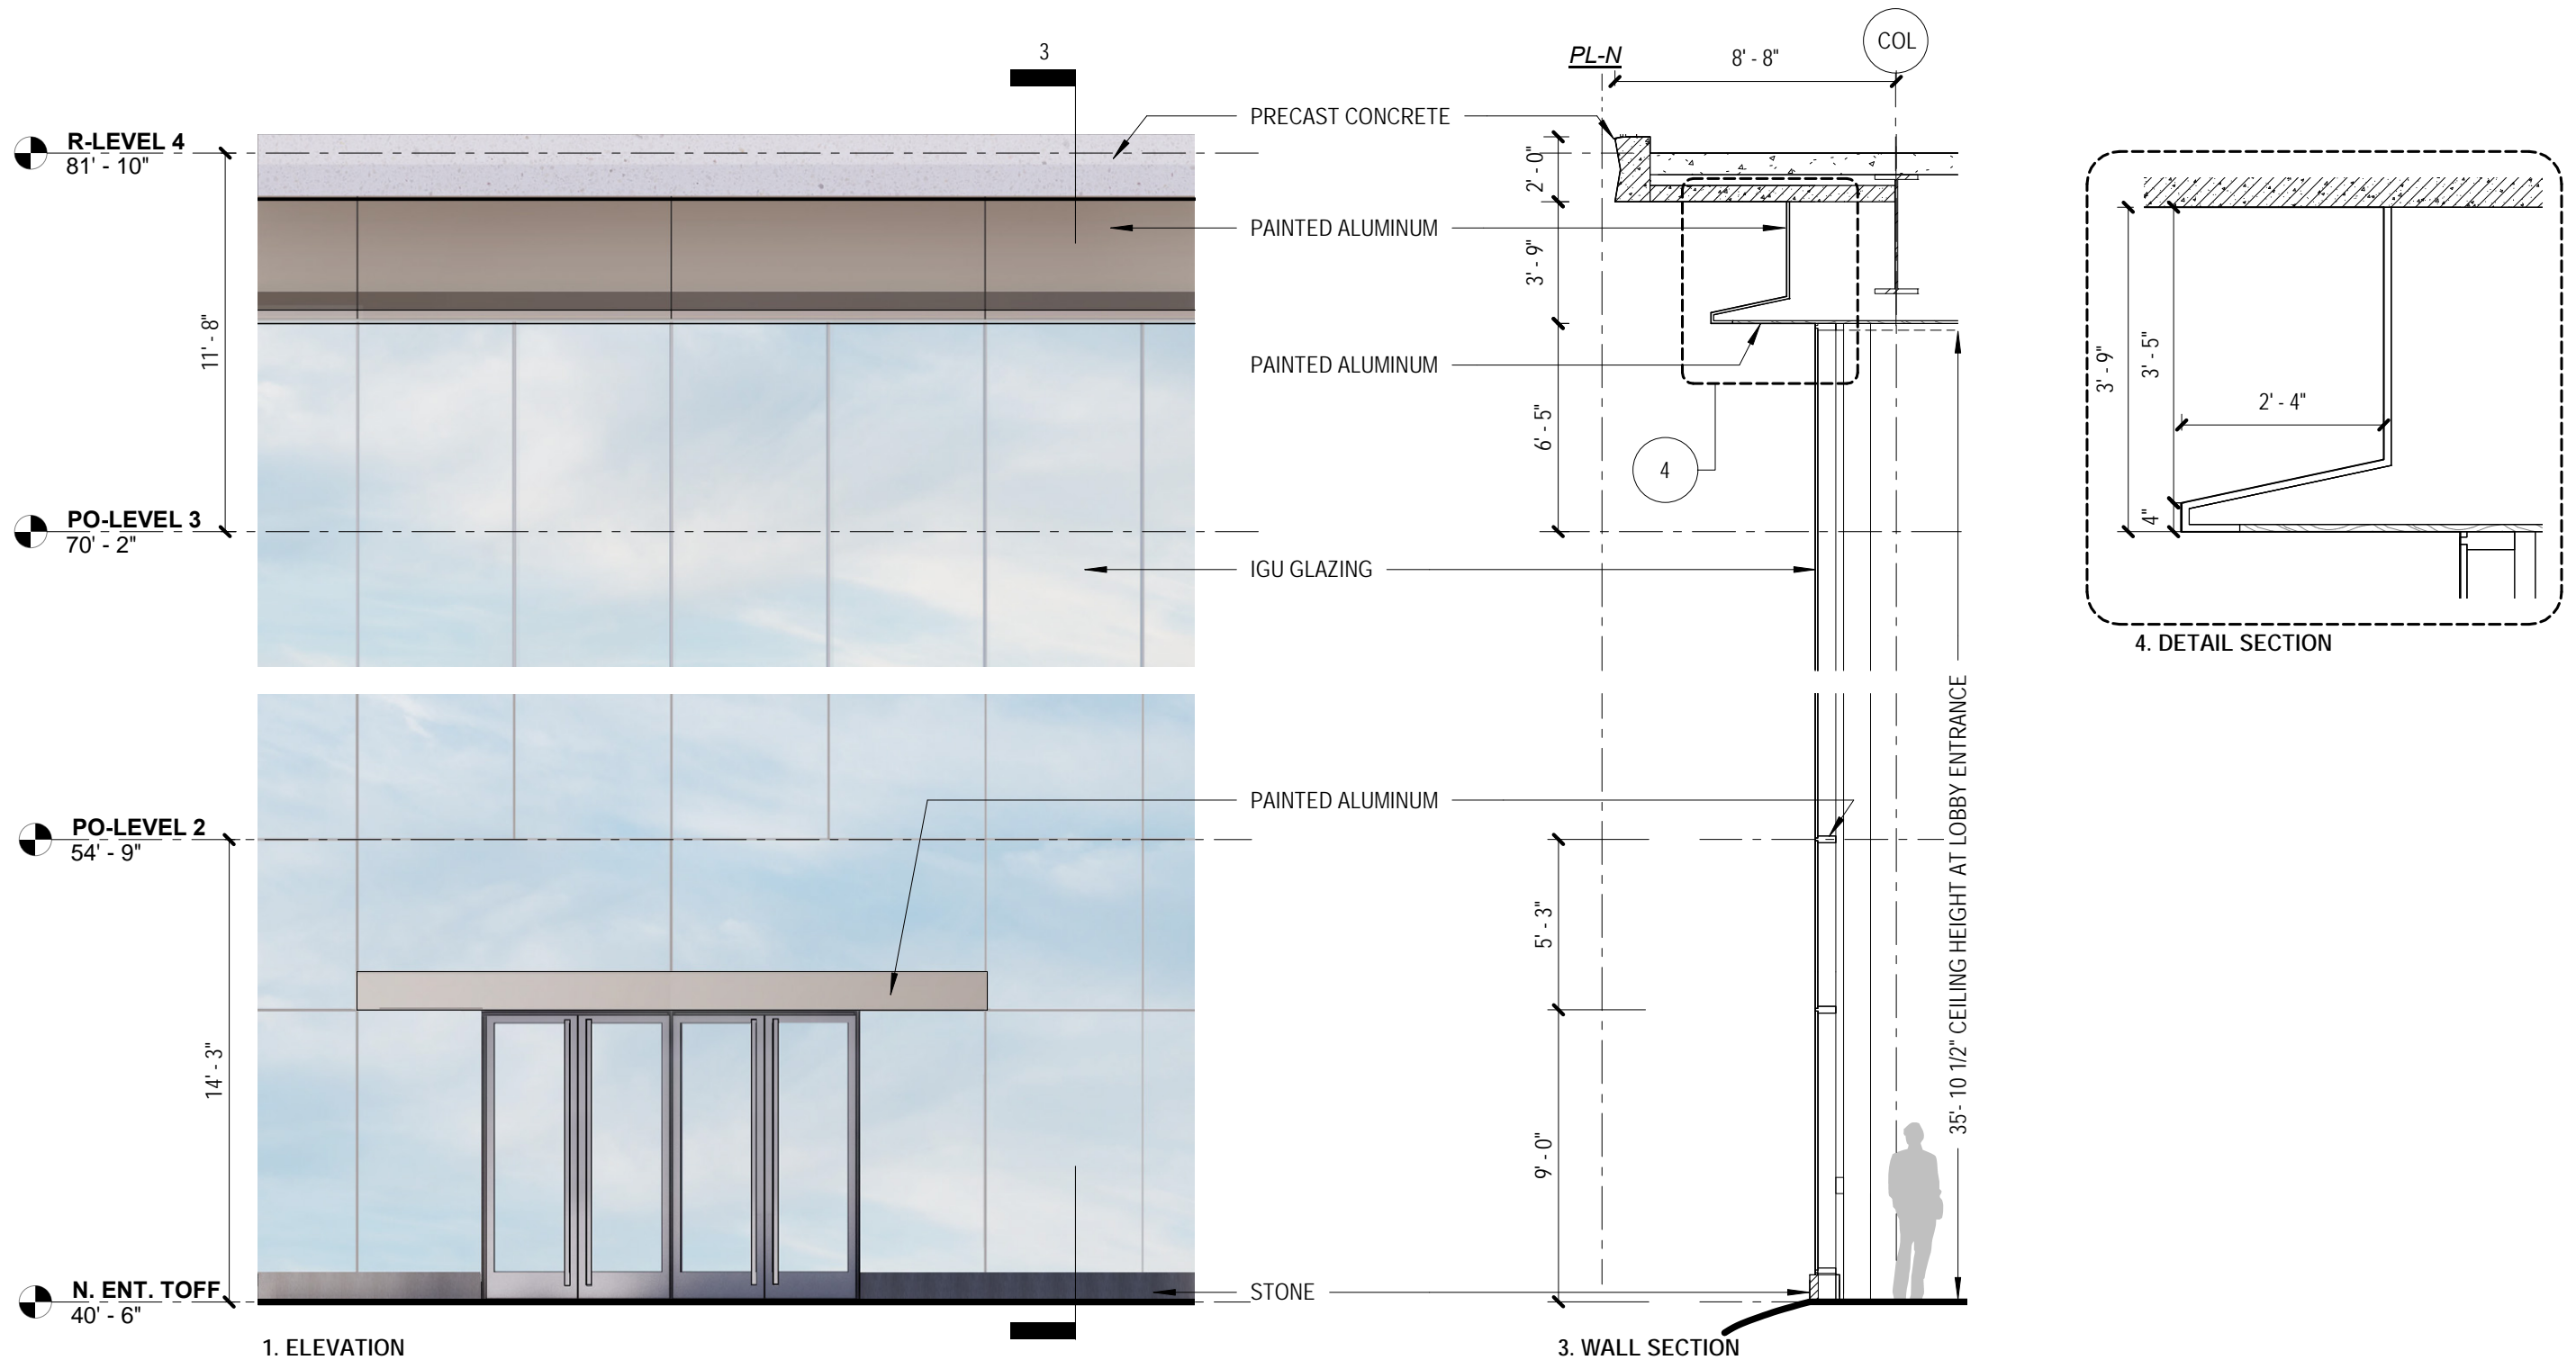 3
PL-N
8' - 8"
COL
R-LEVEL 4
81' - 10"
PRECAST CONCRETE
2' - 0"
PAINTED ALUMINUM
3' - 9"
11' - 8"
PAINTED ALUMINUM
6' - 5"
4
PO-LEVEL 3
70' - 2"
IGU GLAZING
3' - 9"
3' - 5"
2' - 4"
4"
4. DETAIL SECTION
PAINTED ALUMINUM
PO-LEVEL 2
54' - 9"
5' - 3"
35'- 10 1/2" CEILING HEIGHT AT LOBBY ENTRANCE
14' - 3"
9' - 0"
N. ENT. TOFF
40' - 6"
STONE
1. ELEVATION
3. WALL SECTION